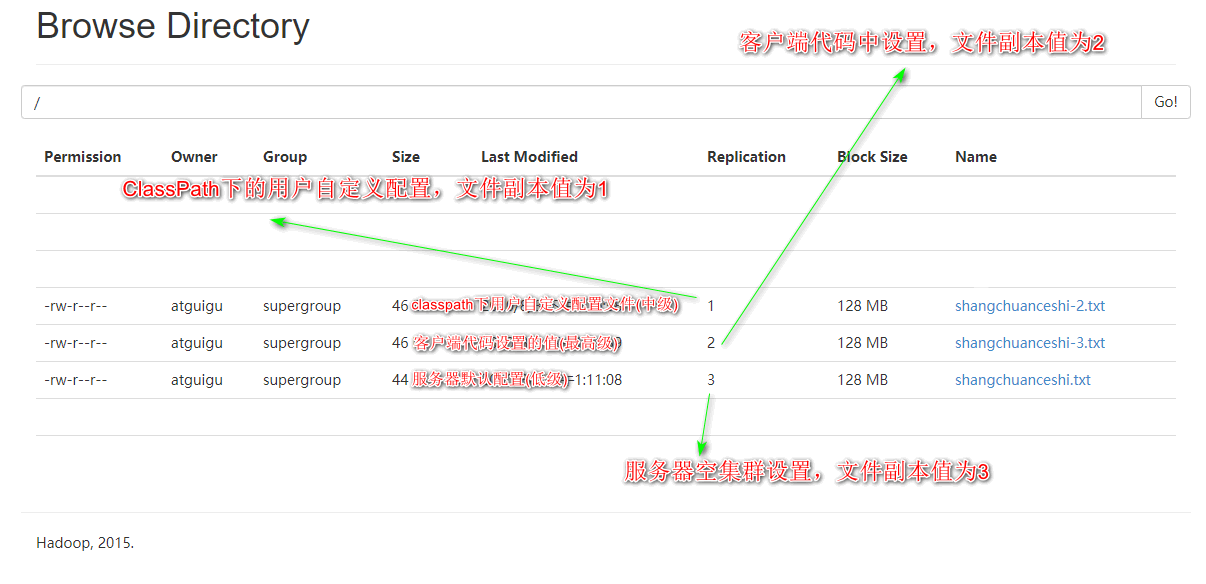 Browse Directory
客户端代码中设置，文件副本值为2
/ Go!
Permission Owner Group Size Last Modified Replication Block Size Name
ClassPath下的用户自定义配置，文件副本值为1
-rw-r--r-- atguigu supergroup 46 classpath下用户自定义配置文件(中级) 1 128 MB shangchuanceshi-2.txt
-rw-r--r-- atguigu supergroup 46 客户端代码设置的值(最高级) 2 128 MB shangchuanceshi-3.txt
-rw-r--r-- atguigu supergroup 44 服务器默认配置(低级) 1:11:08 3 128 MB shangchuanceshi.txt
服务器空集群设置，文件副本值为3
Hadoop, 2015.